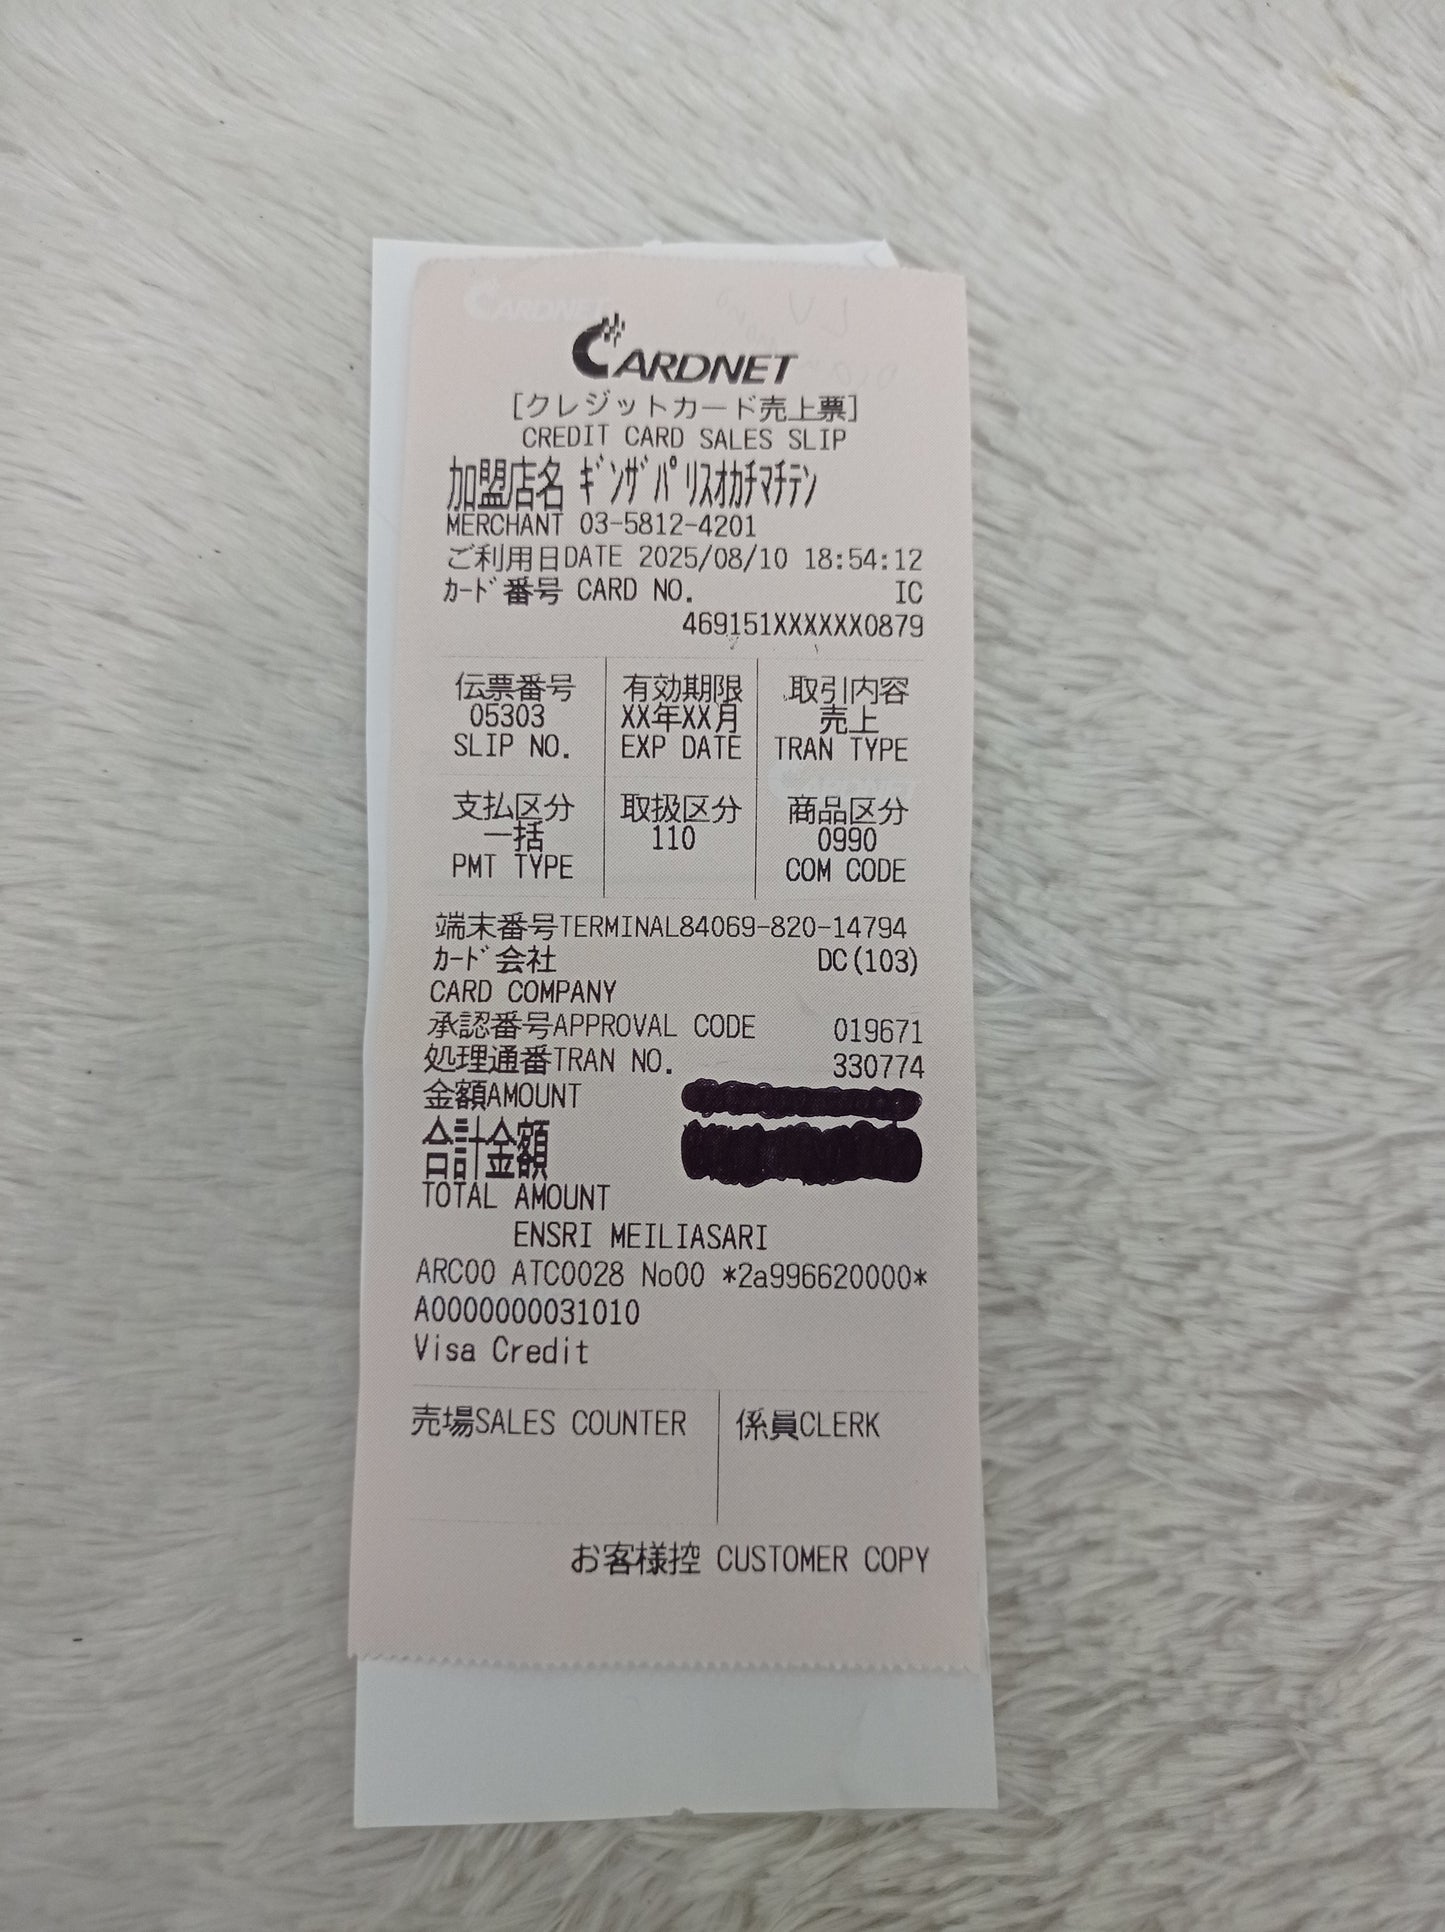 CARDNET
[クレジットカード売上票]
CREDIT CARD SALES SLIP
加盟店名 ギンザパリスオカチマチテン
MERCHANT 03-5812-4201
ご利用日DATE 2025/08/10 18:54:12
カード番号 CARD NO. IC
469151XXXXXX0879
伝票番号 有効期限 取引内容
05303 XX年XX月 売上
SLIP NO. EXP DATE TRAN TYPE
支払区分 取扱区分 商品区分
一括 110 0990
PMT TYPE COM CODE
端末番号TERMINAL84069-820-14794
カード会社 DC(103)
CARD COMPANY
承認番号APPROVAL CODE 019671
処理通番TRAN NO. 330774
金額AMOUNT
合計金額
TOTAL AMOUNT
ENSRI MEILIASARI
ARC00 ATC0028 No00 *2a996620000*
A0000000031010
Visa Credit
売場SALES COUNTER 係員CLERK
お客様控 CUSTOMER COPY